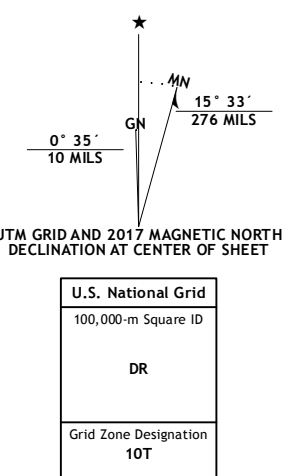 MN
GN
15° 33´
276 MILS
0° 35´
10 MILS
UTM GRID AND 2017 MAGNETIC NORTH
DECLINATION AT CENTER OF SHEET
U.S. National Grid
100,000-m Square ID
DR
Grid Zone Designation
10T